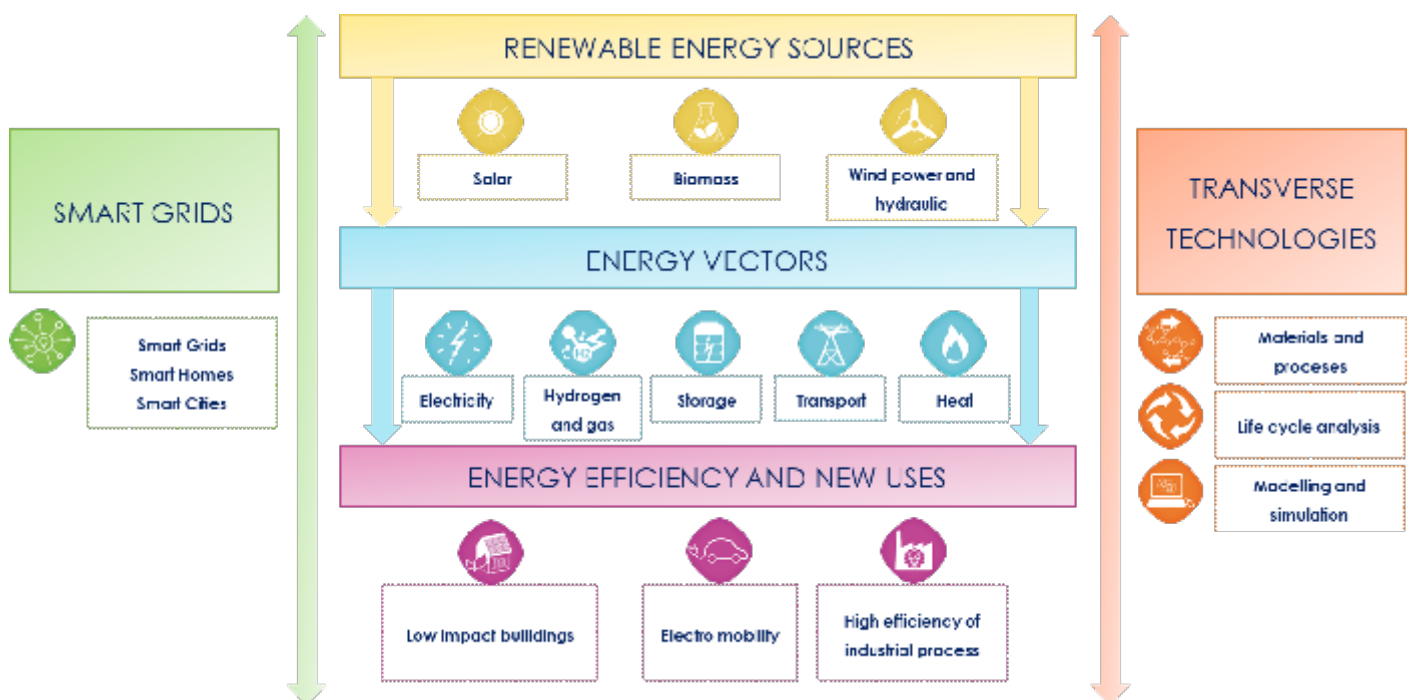 RENEWABLE ENERGY SOURCES
Solar
Biomass
Wind power and
hydraulic
SMART GRIDS
Smart Grids
Smart Homes
Smart Cities
ENERGY VECTORS
Electricity
Hydrogen
and gas
Storage
Transport
Heat
ENERGY EFFICIENCY AND NEW USES
Low impact buildings
Electro mobility
High efficiency of
industrial process
TRANSVERSE
TECHNOLOGIES
Materials and
proceses
Life cycle analysis
Modelling and
simulation